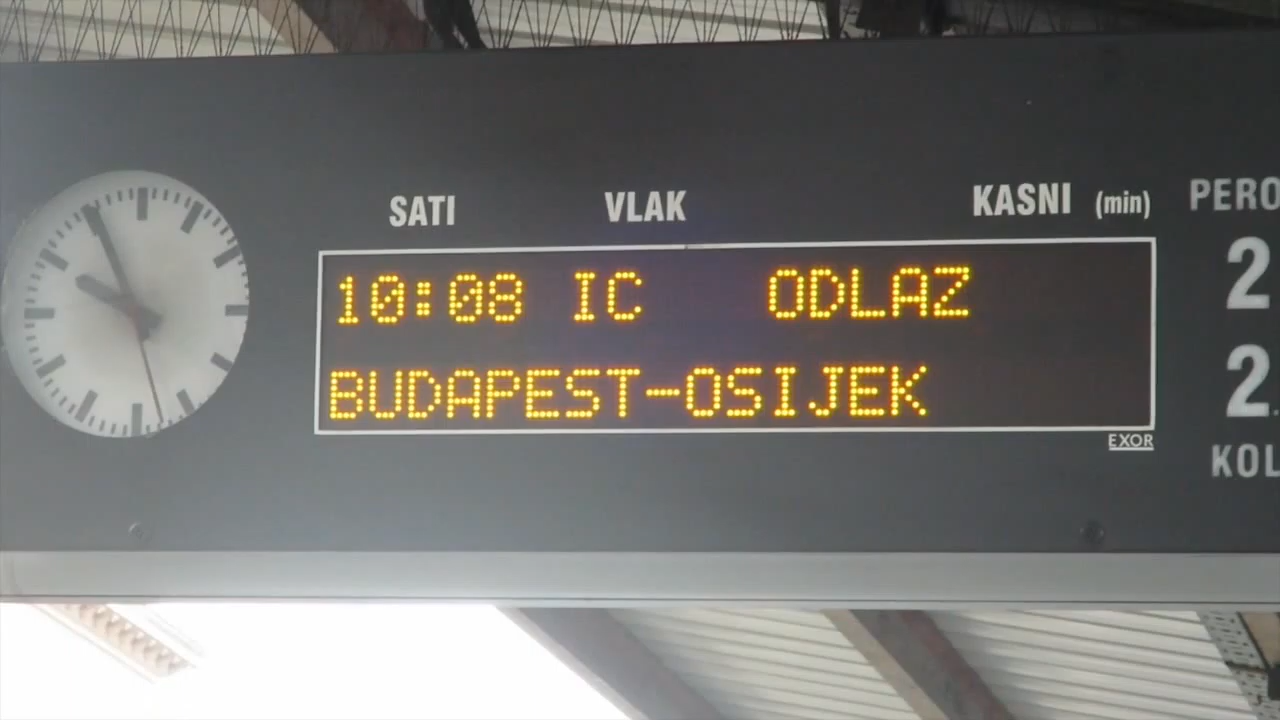 SATI VLAK KASNI (min) PERO
10:08 IC ODLAZ
BUDAPEST-OSIJEK
EXOR
2
2.
KOL